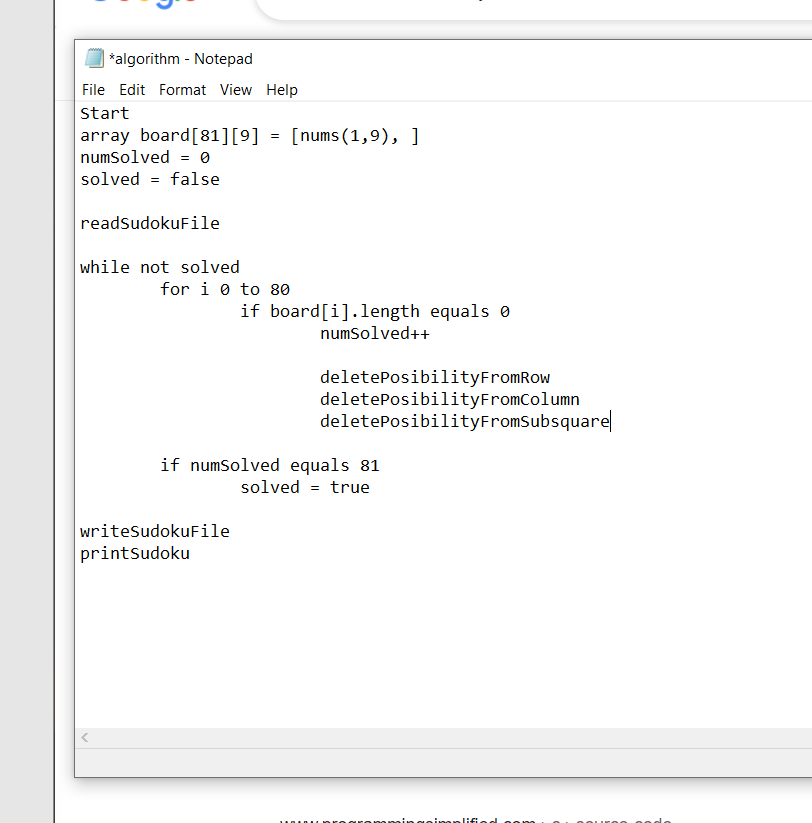 *algorithm - Notepad
File Edit Format View Help
Start
array board[81][9] = [nums(1,9), ]
numSolved = 0
solved = false
readSudokuFile
while not solved
for i 0 to 80
if board[i].length equals 0
numSolved++
deletePosibilityFromRow
deletePosibilityFromColumn
deletePosibilityFromSubsquare
if numSolved equals 81
solved = true
writeSudokuFile
printSudoku